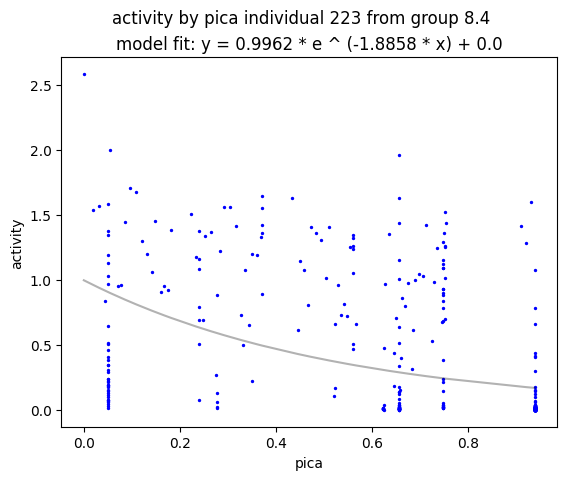 activity by pica individual 223 from group 8.4
model fit: y = 0.9962 * e ^ (-1.8858 * x) + 0.0
2.5
2.0
1.5
1.0
0.5
0.0
activity
0.0 0.2 0.4 0.6 0.8
pica